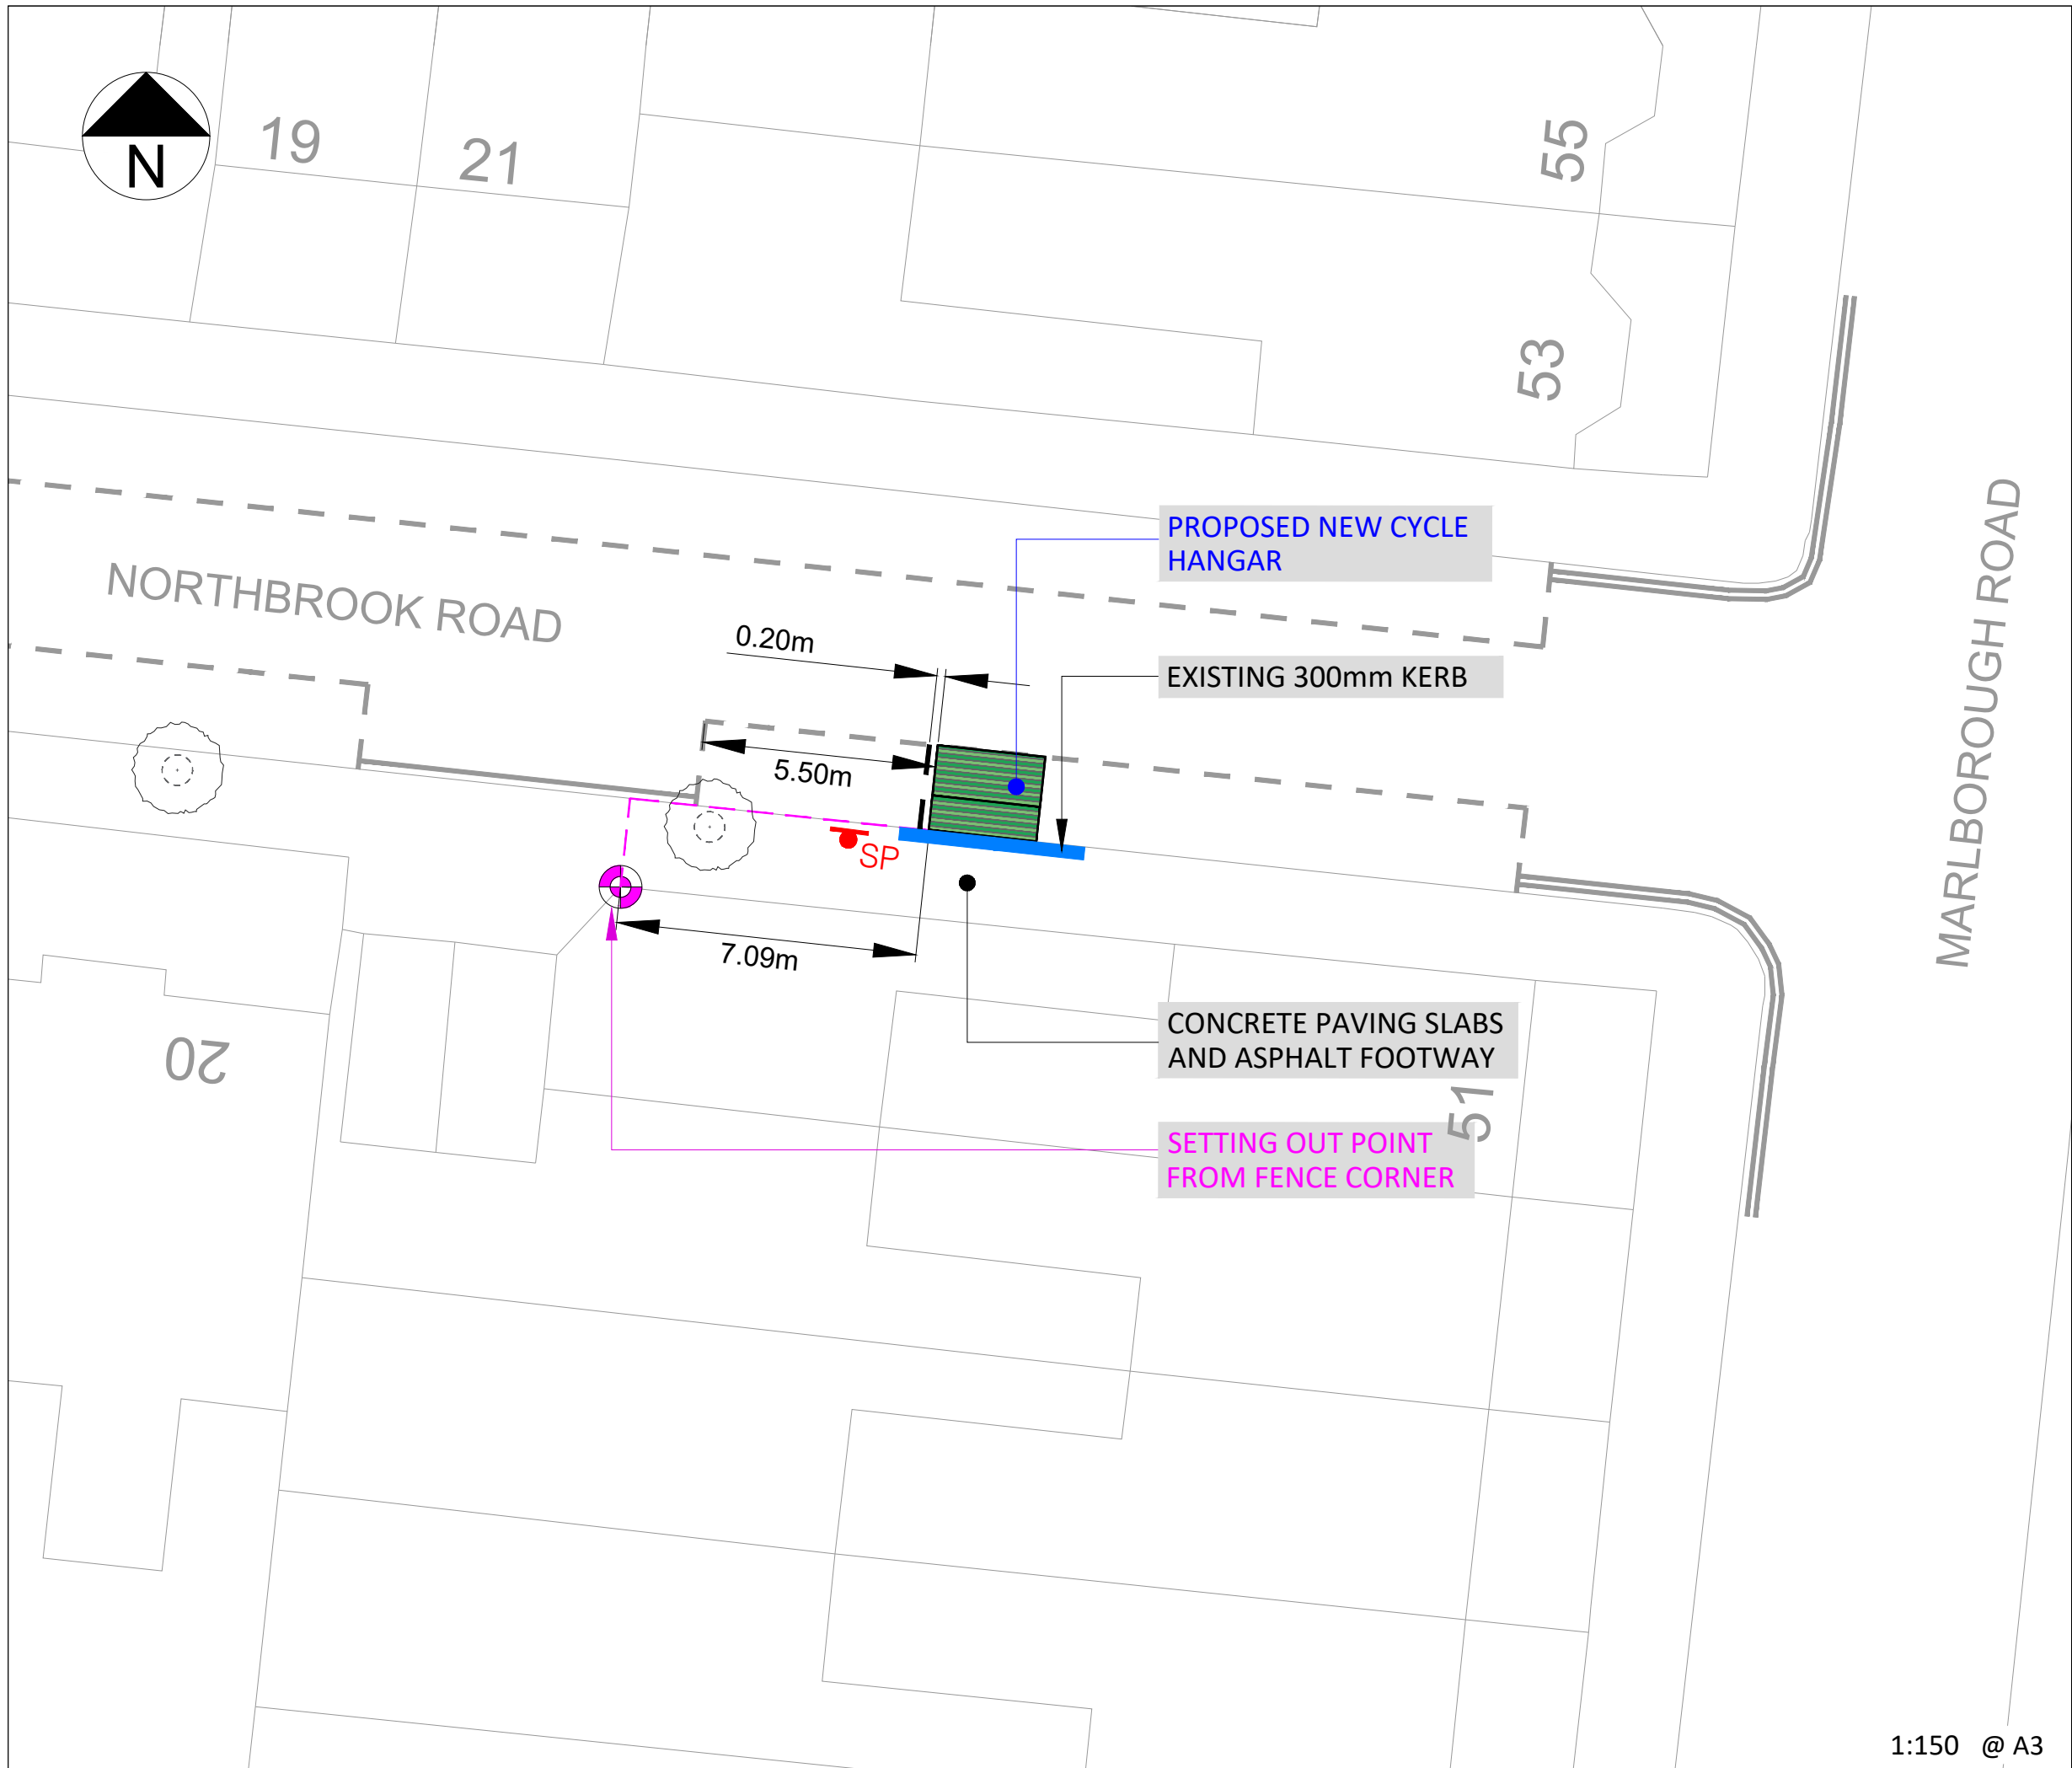 N
19
21
55
53
PROPOSED NEW CYCLE
HANGAR
NORTHBROOK ROAD
0.20m
EXISTING 300mm KERB
MARLBOROUGH ROAD
5.50m
SP
7.09m
CONCRETE PAVING SLABS
AND ASPHALT FOOTWAY
20
51
SETTING OUT POINT
FROM FENCE CORNER
1:150 @ A3